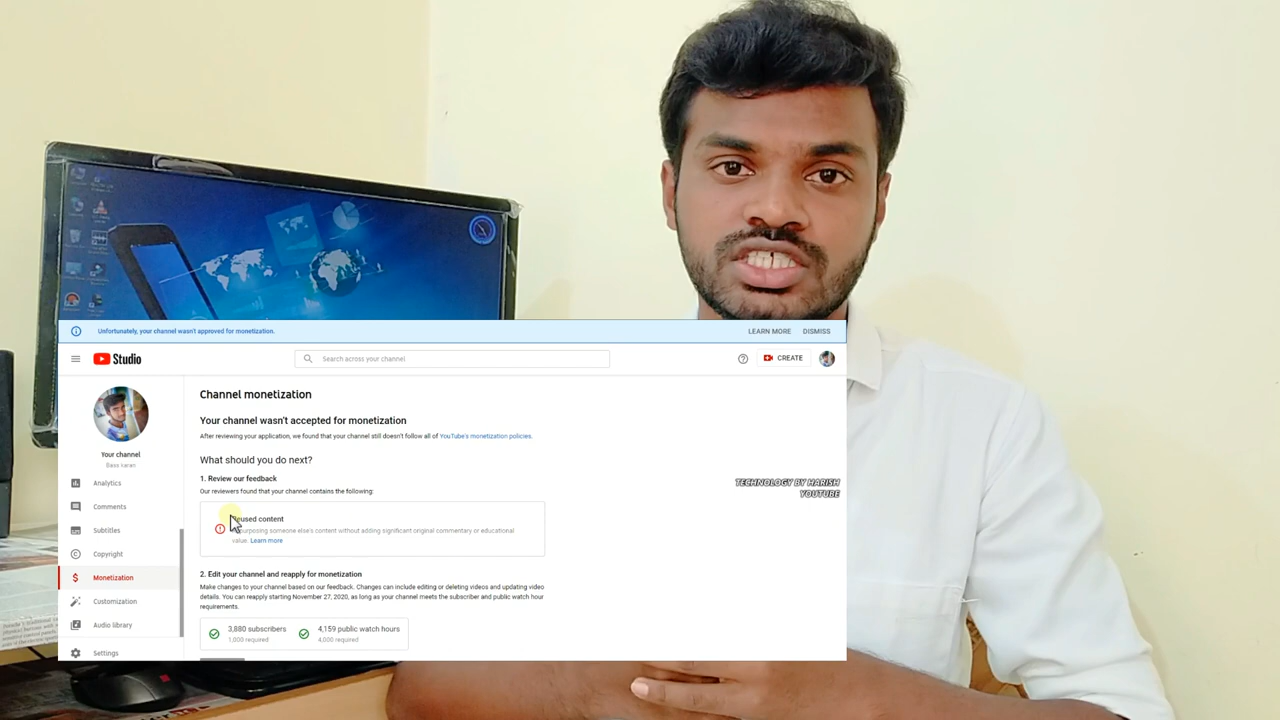 Unfortunately, your channel wasn't approved for monetization.
LEARN MORE
DISMISS
Studio
Search across your channel
CREATE
Your channel
Bass karan
Analytics
Comments
Subtitles
Copyright
Monetization
Customization
Audio library
Settings
Channel monetization
Your channel wasn't accepted for monetization
After reviewing your application, we found that your channel still doesn't follow all of YouTube's monetization policies.
What should you do next?
1. Review our feedback
Our reviewers found that your channel contains the following:
content
someone else's content without adding significant original commentary or educational
value. Learn more
2. Edit your channel and reapply for monetization
Make changes to your channel based on our feedback. Changes can include editing or deleting videos and updating video
details. You can reapply starting November 27, 2020, as long as your channel meets the subscriber and public watch hour
requirements.
3,880 subscribers
1,000 required
4,159 public watch hours
4,000 required
TECHNOLOGY BY HARISH
YOUTUBE